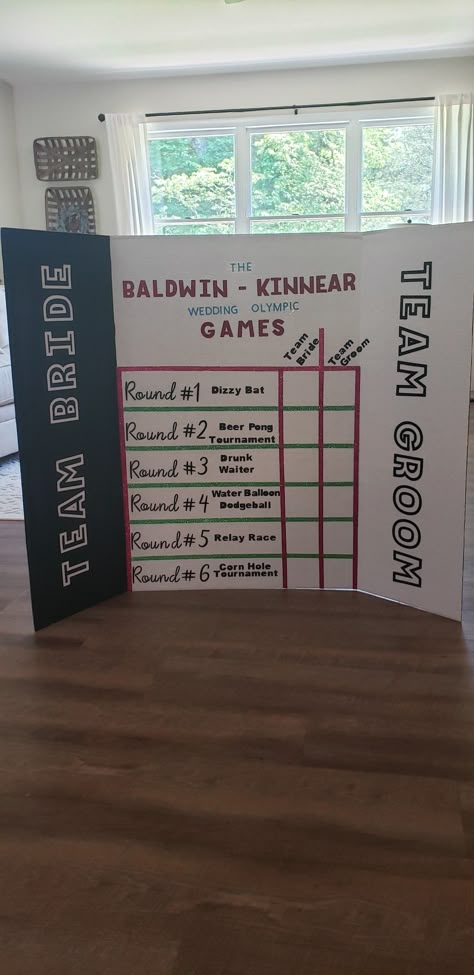 TEAM BRIDE
THE
BALDWIN - KINNEAR
WEDDING OLYMPIC
GAMES
Team
Bride
Team
Groom
Round #1 Dizzy Bat
Round #2 Beer Pong
Tournament
Round #3 Drunk
Waiter
Round #4 Water Balloon
Dodgeball
Round #5 Relay Race
Round #6 Corn Hole
Tournament
TEAM GROOM